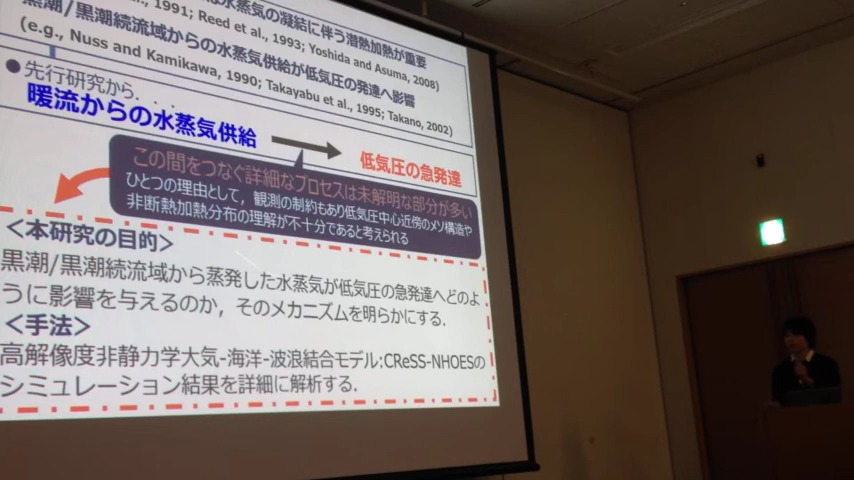 ., 1991; Reed et al., 1993; Yoshida and Asuma, 2008)
水蒸気の凝結に伴う潜熱加熱が重要
黒潮/黒潮続流域からの水蒸気供給が低気圧の発達へ影響
(e.g., Nuss and Kamikawa, 1990; Takayabu et al., 1995; Takano, 2002)
●先行研究から．．．
暖流からの水蒸気供給
低気圧の急発達
この間をつなぐ詳細なプロセスは未解明な部分が多い
ひとつの理由として，観測の制約もあり低気圧中心近傍のメソ構造や
非断熱加熱分布の理解が不十分であると考えられる
＜本研究の目的＞
黒潮/黒潮続流域から蒸発した水蒸気が低気圧の急発達へどのよ
うに影響を与えるのか，そのメカニズムを明らかにする．
＜手法＞
高解像度非静力学大気-海洋-波浪結合モデル:CReSS-NHOESの
シミュレーション結果を詳細に解析する．